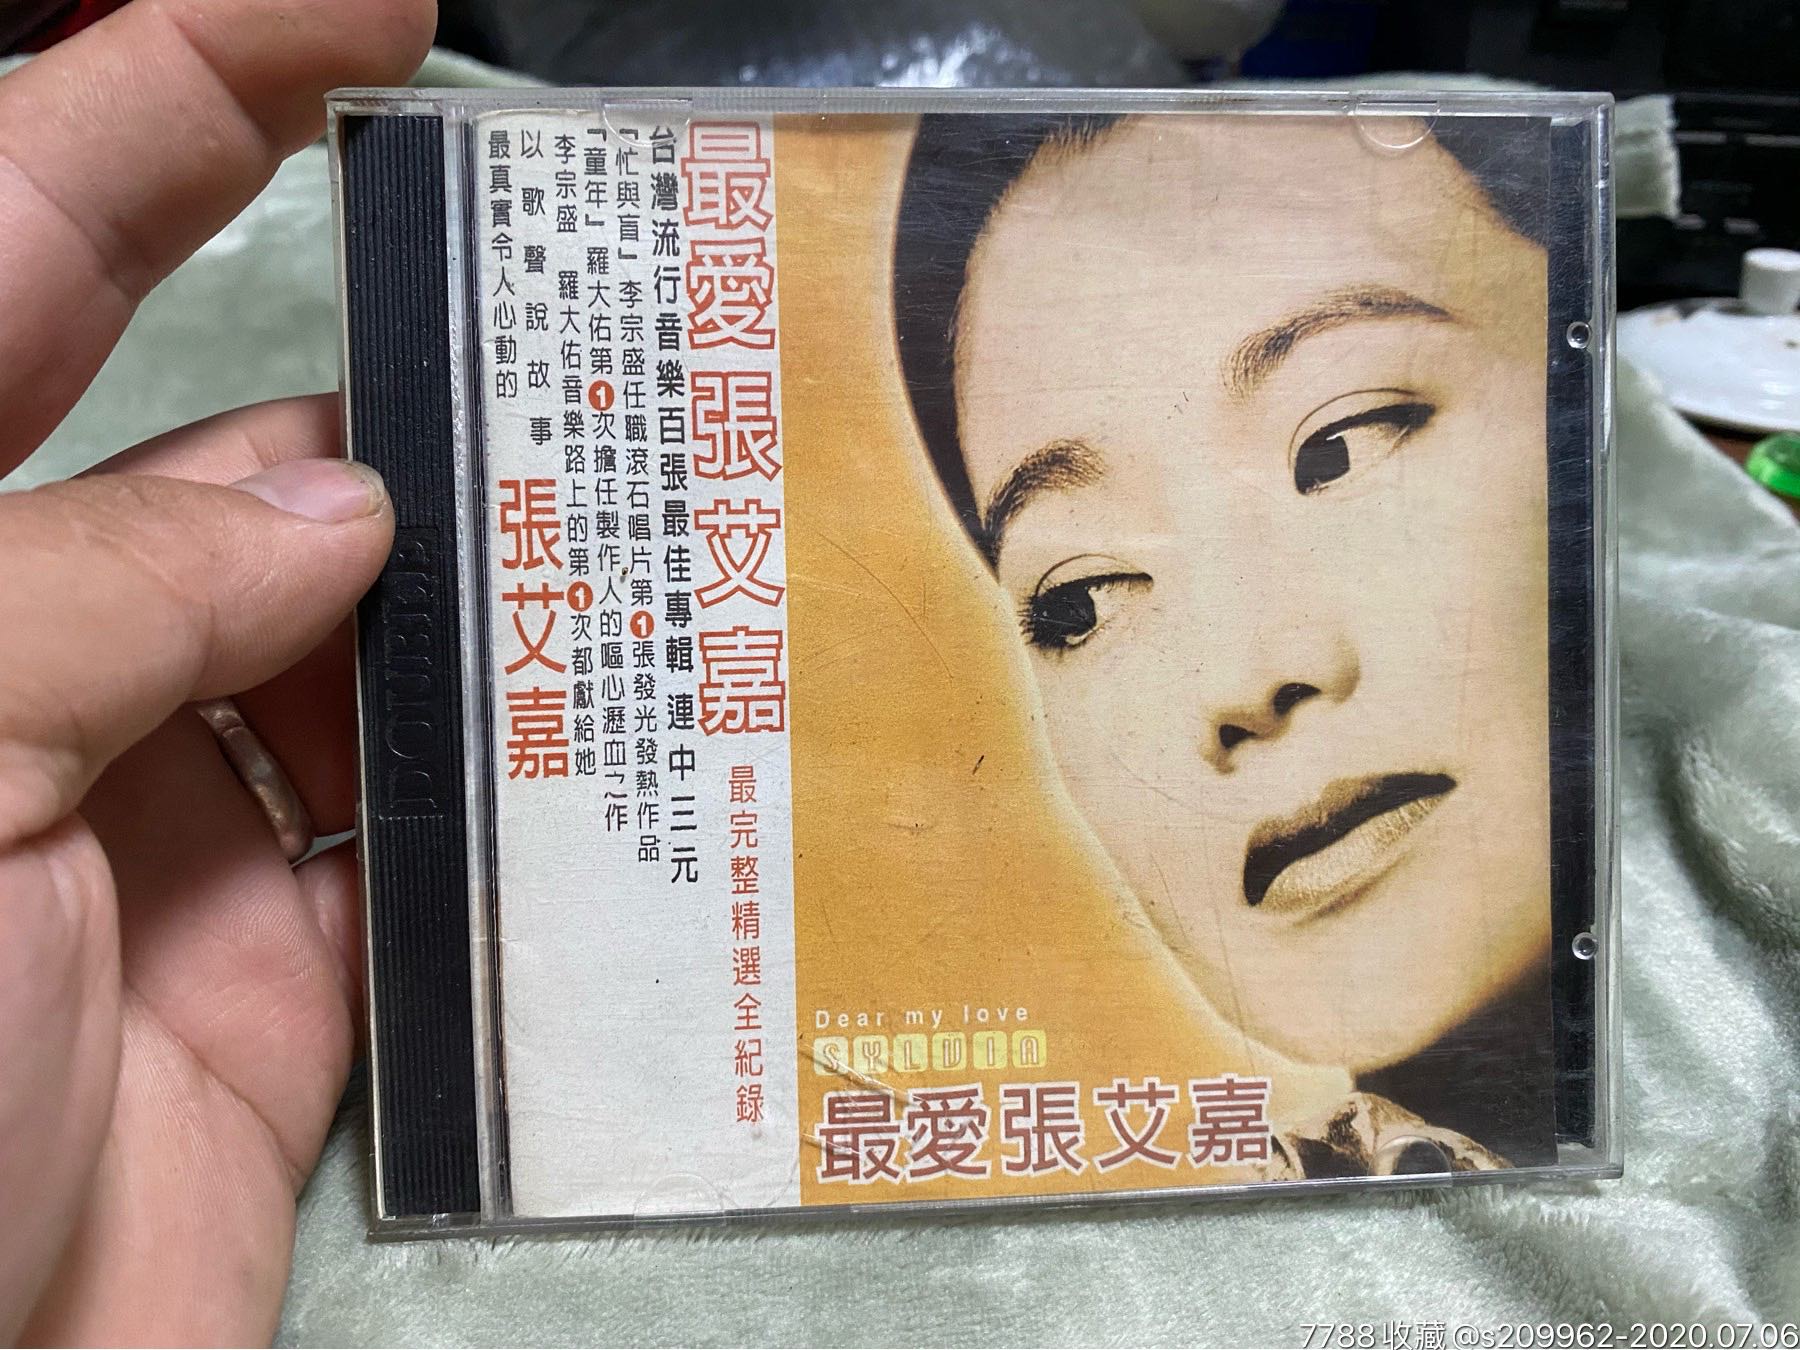 最愛張艾嘉
最完整精選全紀錄
台灣流行音樂百張最佳專輯 連中三元
「忙與盲」李宗盛任職滾石唱片第1張發光發熱作品
「童年」羅大佑第1次擔任製作人的嘔心瀝血之作
李宗盛 羅大佑音樂路上的第1次都獻給她
以歌聲說故事
最真實令人心動的
張艾嘉
DOUBLE
Dear my love
SYLVIA
最愛張艾嘉
7788收藏@s209962-2020.07.06